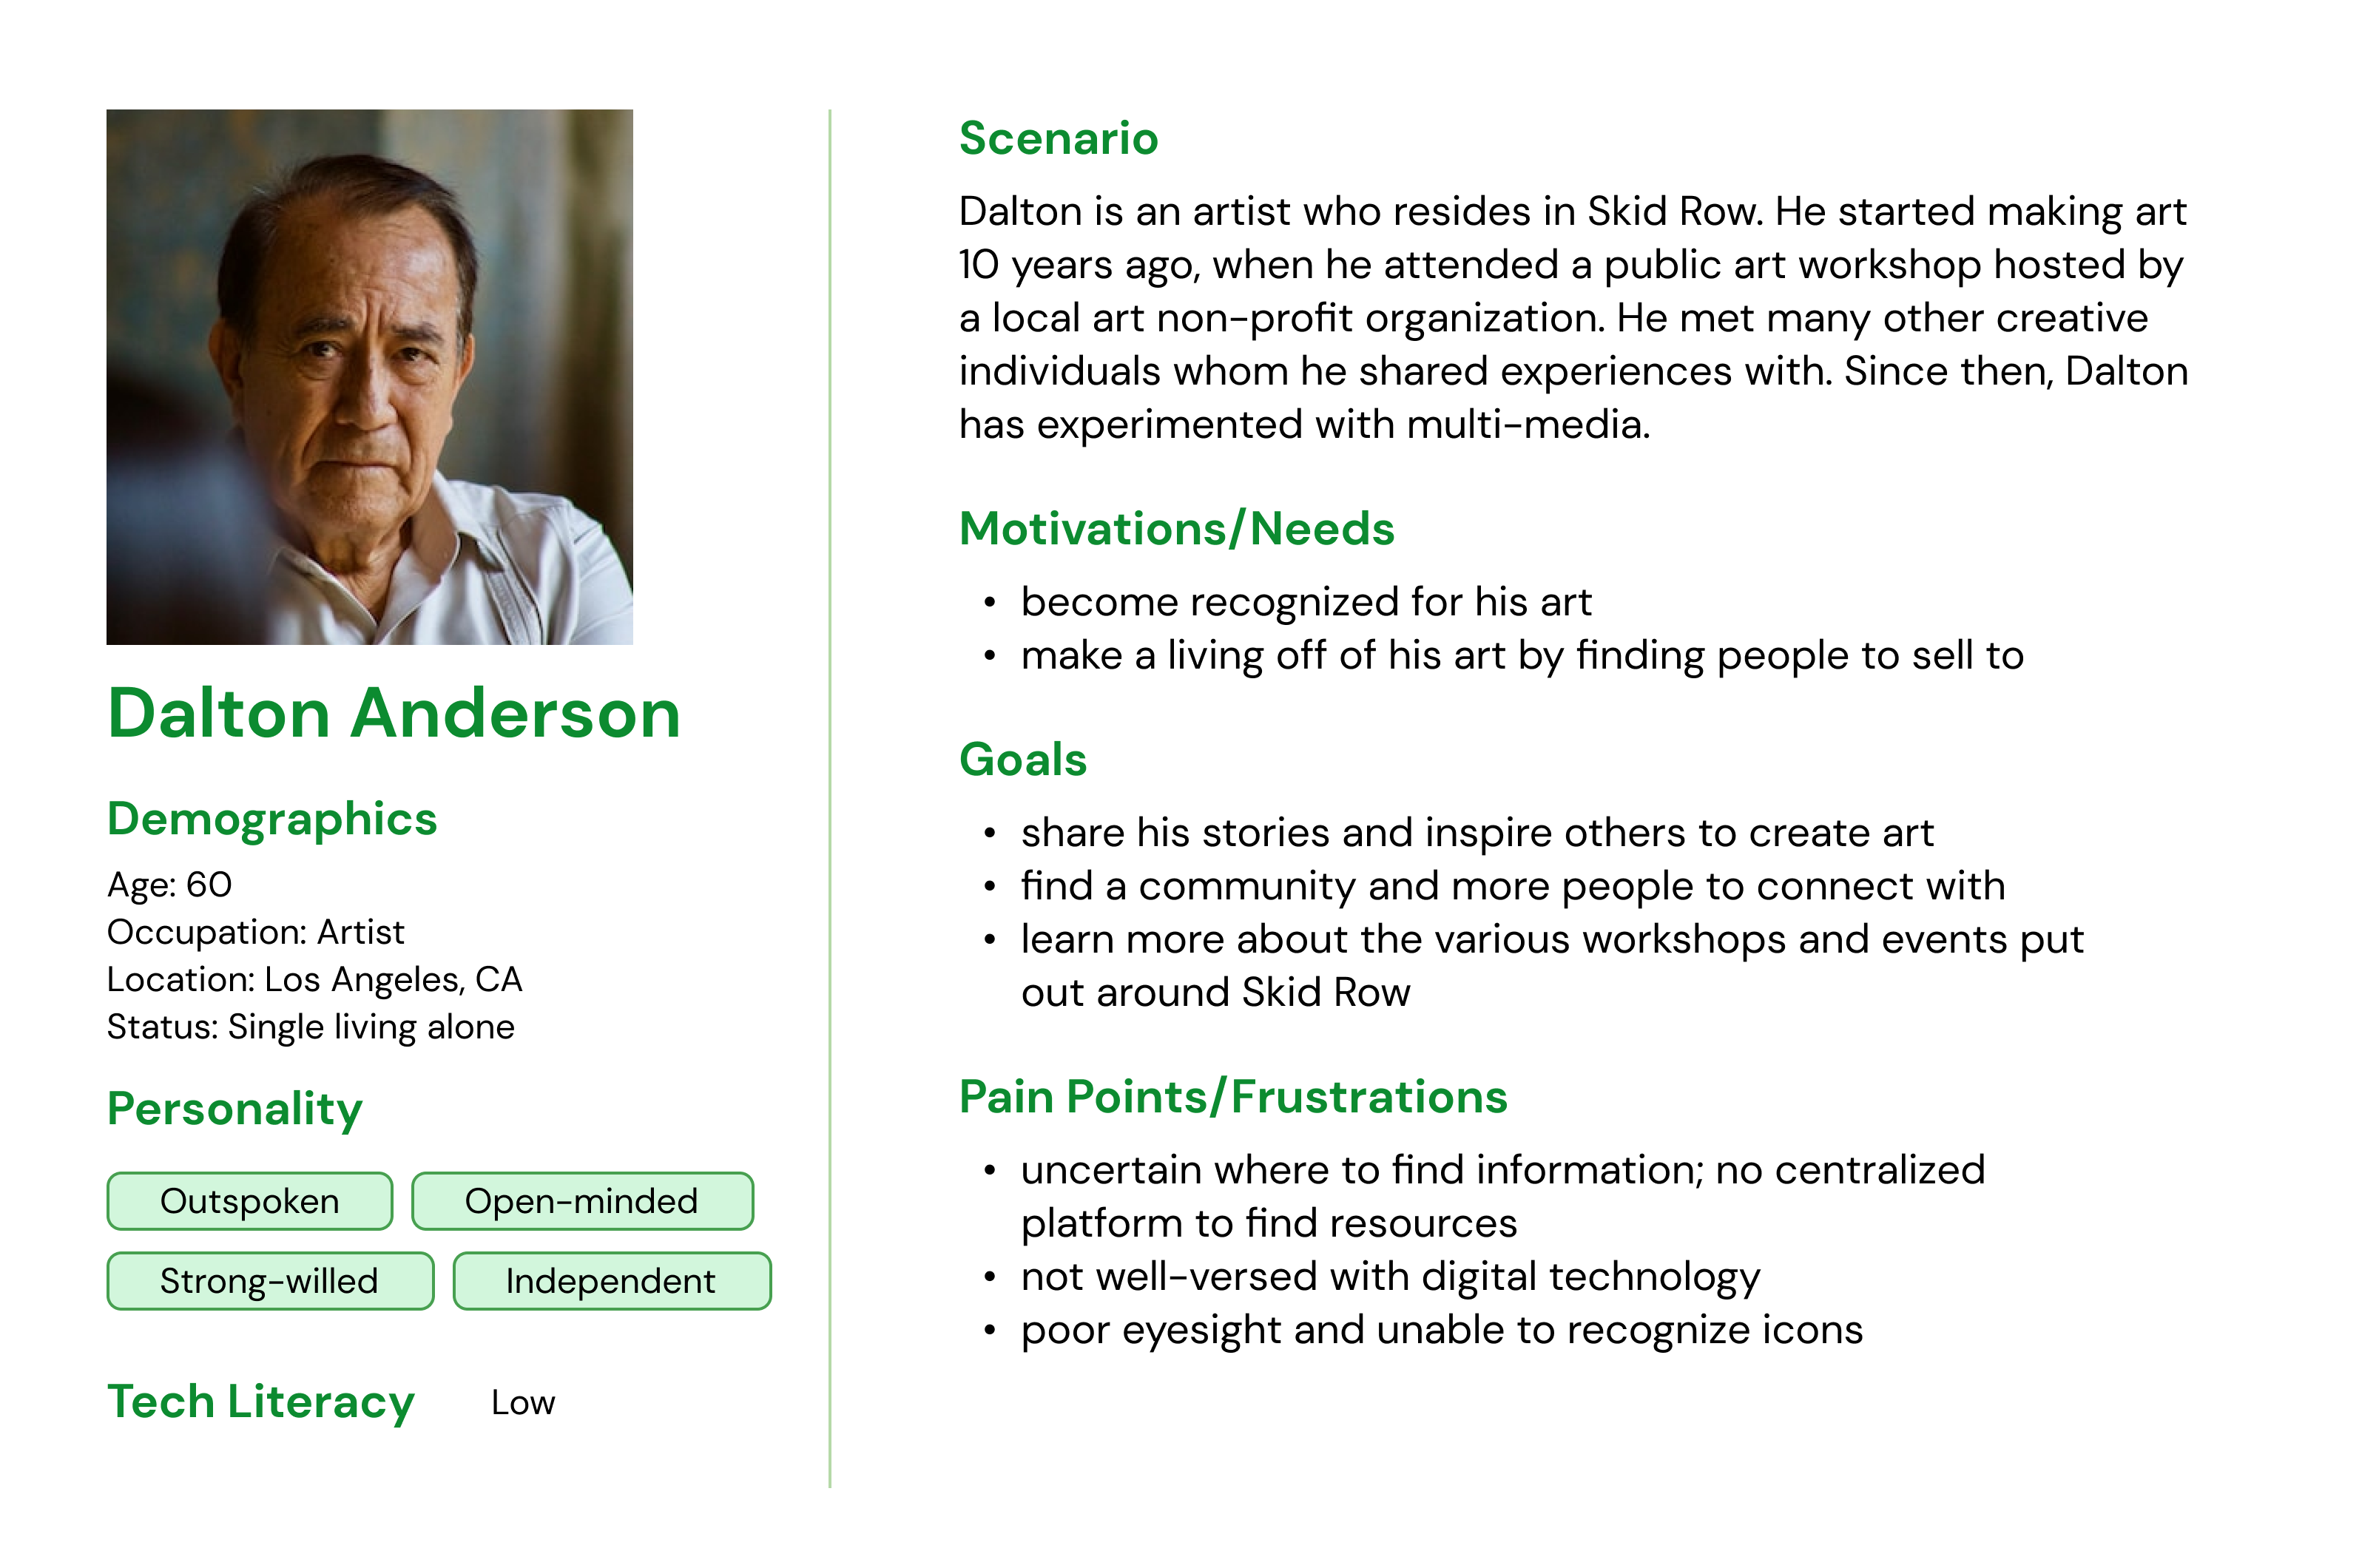 Dalton Anderson
Demographics
Age: 60
Occupation: Artist
Location: Los Angeles, CA
Status: Single living alone
Personality
Outspoken
Open-minded
Strong-willed
Independent
Tech Literacy
Low
Scenario
Dalton is an artist who resides in Skid Row. He started making art
10 years ago, when he attended a public art workshop hosted by
a local art non-profit organization. He met many other creative
individuals whom he shared experiences with. Since then, Dalton
has experimented with multi-media.
Motivations/Needs
• become recognized for his art
• make a living off of his art by finding people to sell to
Goals
• share his stories and inspire others to create art
• find a community and more people to connect with
• learn more about the various workshops and events put
out around Skid Row
Pain Points/Frustrations
• uncertain where to find information; no centralized
platform to find resources
• not well-versed with digital technology
• poor eyesight and unable to recognize icons